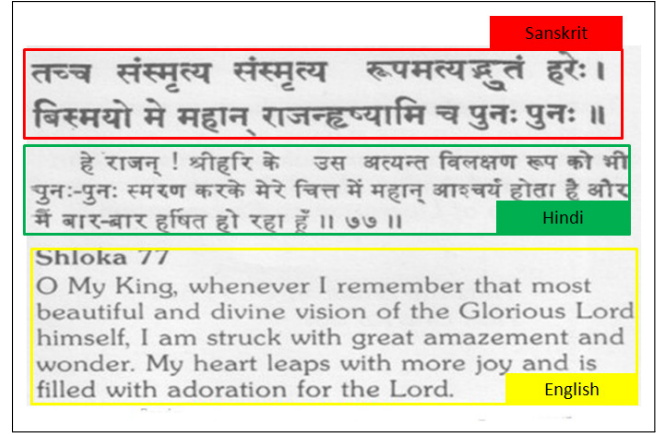 Sanskrit
तच्च संस्मृत्य संस्मृत्य रूपमत्यद्भुतं हरेः।
बिस्मयो मे महान् राजन्हृष्यामि च पुनः पुनः ॥
हे राजन् ! श्रीहरि के उस अत्यन्त विलक्षण रूप को भी
पुनः-पुनः स्मरण करके मेरे चित्त में महान् आश्चर्य होता है और
मैं बार-बार हर्षित हो रहा हूँ ॥ ७७ ॥
Hindi
Shloka 77
O My King, whenever I remember that most
beautiful and divine vision of the Glorious Lord
himself, I am struck with great amazement and
wonder. My heart leaps with more joy and is
filled with adoration for the Lord.
English